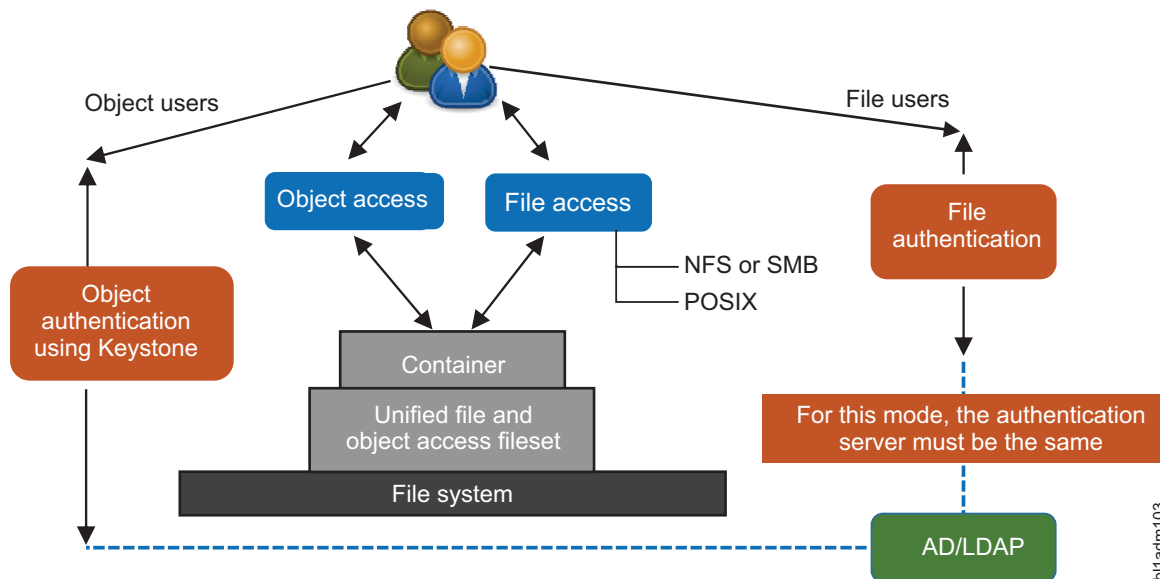 Object users
File users
Object access
File access
File
authentication
NFS or SMB
POSIX
Object
authentication
using Keystone
Container
Unified file and
object access fileset
For this mode, the authentication
server must be the same
File system
AD/LDAP
bl1adm103